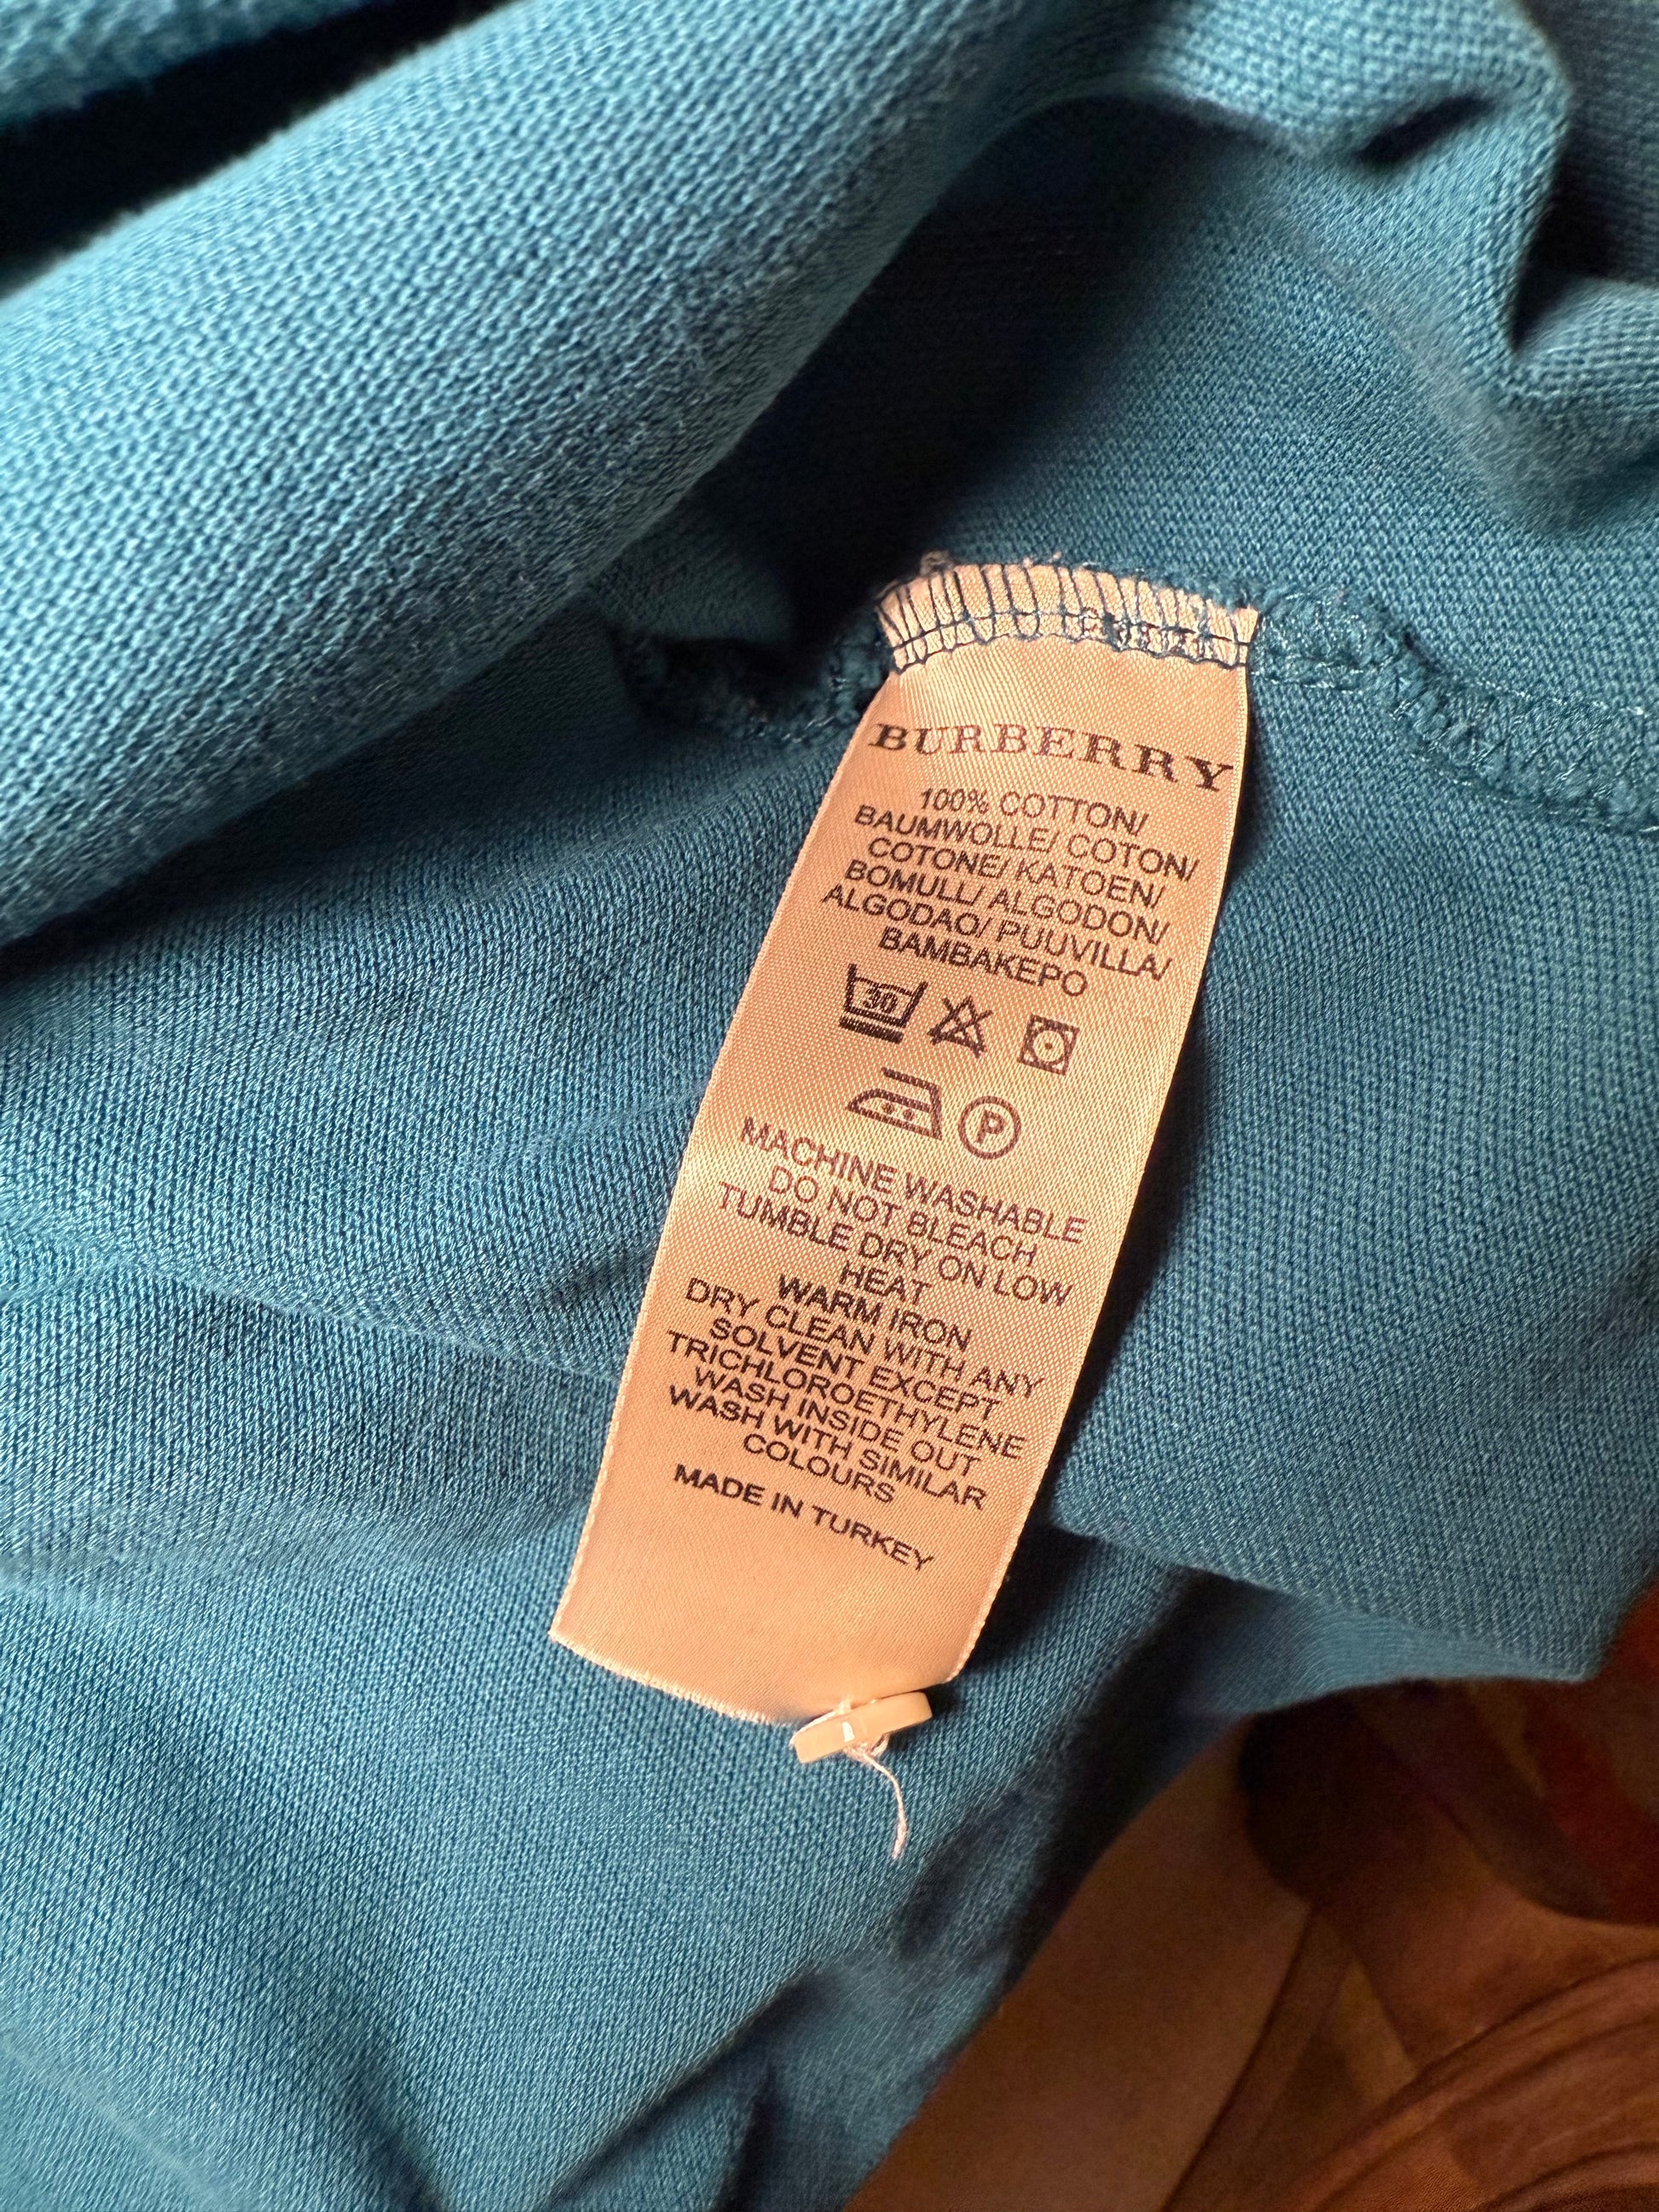 BURBERRY
100% COTTON/
BAUMWOLLE/ COTON/
COTONE/ KATOEN/
BOMULL/ ALGODON/
ALGODAO/ PUUVILLA/
BAMBAKEPO
30
P
MACHINE WASHABLE
DO NOT BLEACH
TUMBLE DRY ON LOW
HEAT
WARM IRON
DRY CLEAN WITH ANY
SOLVENT EXCEPT
TRICHLOROETHYLENE
WASH INSIDE OUT
WASH WITH SIMILAR
COLOURS
MADE IN TURKEY